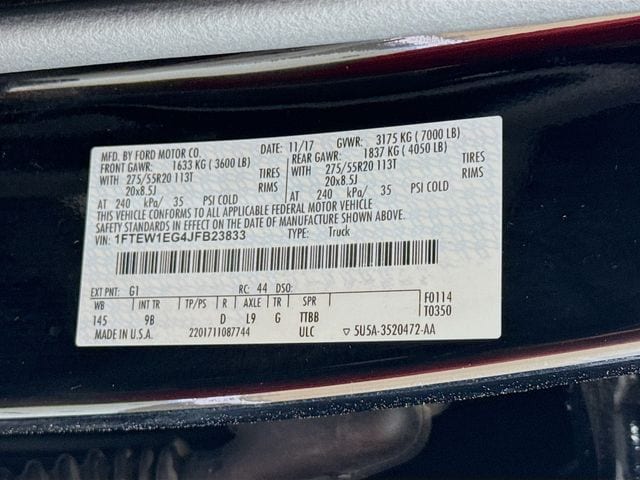 MFD. BY FORD MOTOR CO. DATE: 11/17 GVWR: 3175 KG ( 7000 LB)
FRONT GAWR: 1633 KG ( 3600 LB) REAR GAWR: 1837 KG ( 4050 LB)
WITH 275/55R20 113T TIRES WITH 275/55R20 113T TIRES
20x8.5J RIMS 20x8.5J RIMS
AT 240 kPa/ 35 PSI COLD AT 240 kPa/ 35 PSI COLD
THIS VEHICLE CONFORMS TO ALL APPLICABLE FEDERAL MOTOR VEHICLE
SAFETY STANDARDS IN EFFECT ON THE DATE OF MANUFACTURE SHOWN ABOVE.
VIN: 1FTEW1EG4JFB23833 TYPE: Truck
EXT PNT: G1 RC: 44 DSO:
WB INT TR TP/PS R AXLE TR SPR F0114
145 9B D L9 G TTBB T0350
MADE IN U.S.A. 2201711087744 ULC ▽ 5U5A-3520472-AA